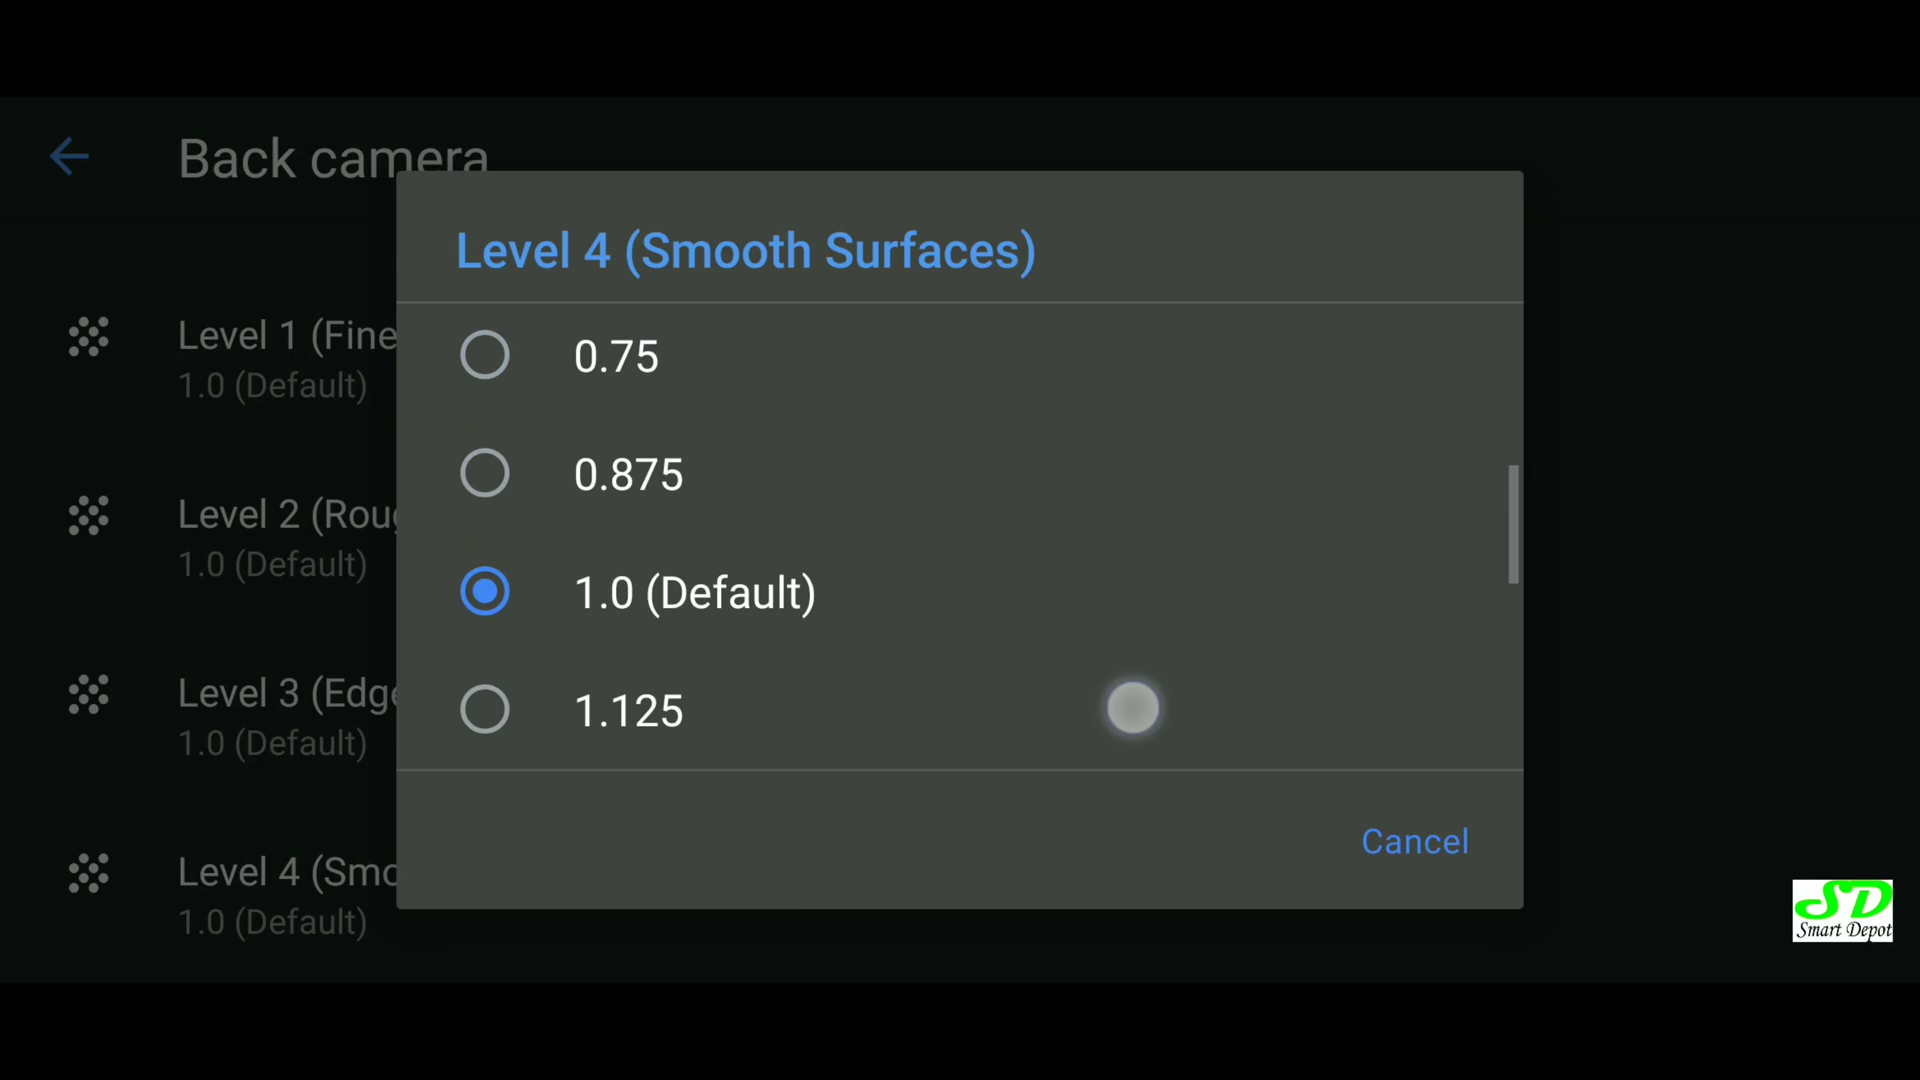 Back camera
Level 4 (Smooth Surfaces)
Level 1 (Fine
1.0 (Default)
Level 2 (Roug
1.0 (Default)
Level 3 (Edge
1.0 (Default)
Level 4 (Smo
1.0 (Default)
0.75
0.875
1.0 (Default)
1.125
Cancel
SD
Smart Depot